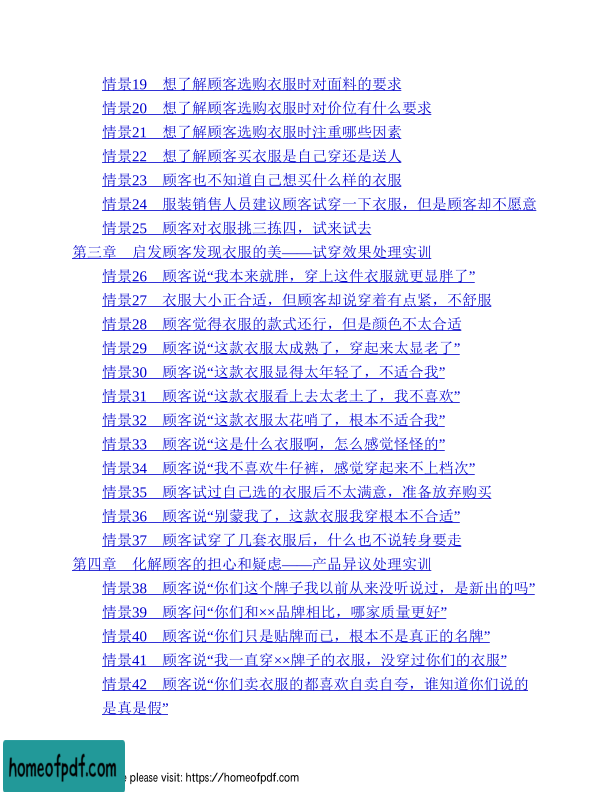 情景19　想了解顾客选购衣服时对面料的要求
情景20　想了解顾客选购衣服时对价位有什么要求
情景21　想了解顾客选购衣服时注重哪些因素
情景22　想了解顾客买衣服是自己穿还是送人
情景23　顾客也不知道自己想买什么样的衣服
情景24　服装销售人员建议顾客试穿一下衣服，但是顾客却不愿意
情景25　顾客对衣服挑三拣四，试来试去
第三章　启发顾客发现衣服的美——试穿效果处理实训
情景26　顾客说“我本来就胖，穿上这件衣服就更显胖了”
情景27　衣服大小正合适，但顾客却说穿着有点紧，不舒服
情景28　顾客觉得衣服的款式还行，但是颜色不太合适
情景29　顾客说“这款衣服太成熟了，穿起来太显老了”
情景30　顾客说“这款衣服显得太年轻了，不适合我”
情景31　顾客说“这款衣服看上去太老土了，我不喜欢”
情景32　顾客说“这款衣服太花哨了，根本不适合我”
情景33　顾客说“这是什么衣服啊，怎么感觉怪怪的”
情景34　顾客说“我不喜欢牛仔裤，感觉穿起来不上档次”
情景35　顾客试过自己选的衣服后不太满意，准备放弃购买
情景36　顾客说“别蒙我了，这款衣服我穿根本不合适”
情景37　顾客试穿了几套衣服后，什么也不说转身要走
第四章　化解顾客的担心和疑虑——产品异议处理实训
情景38　顾客说“你们这个牌子我以前从来没听说过，是新出的吗”
情景39　顾客问“你们和××品牌相比，哪家质量更好”
情景40　顾客说“你们只是贴牌而已，根本不是真正的名牌”
情景41　顾客说“我一直穿××牌子的衣服，没穿过你们的衣服”
情景42　顾客说“你们卖衣服的都喜欢自卖自夸，谁知道你们说的
是真是假”
homeofpdf.com
please visit: https://homeofpdf.com